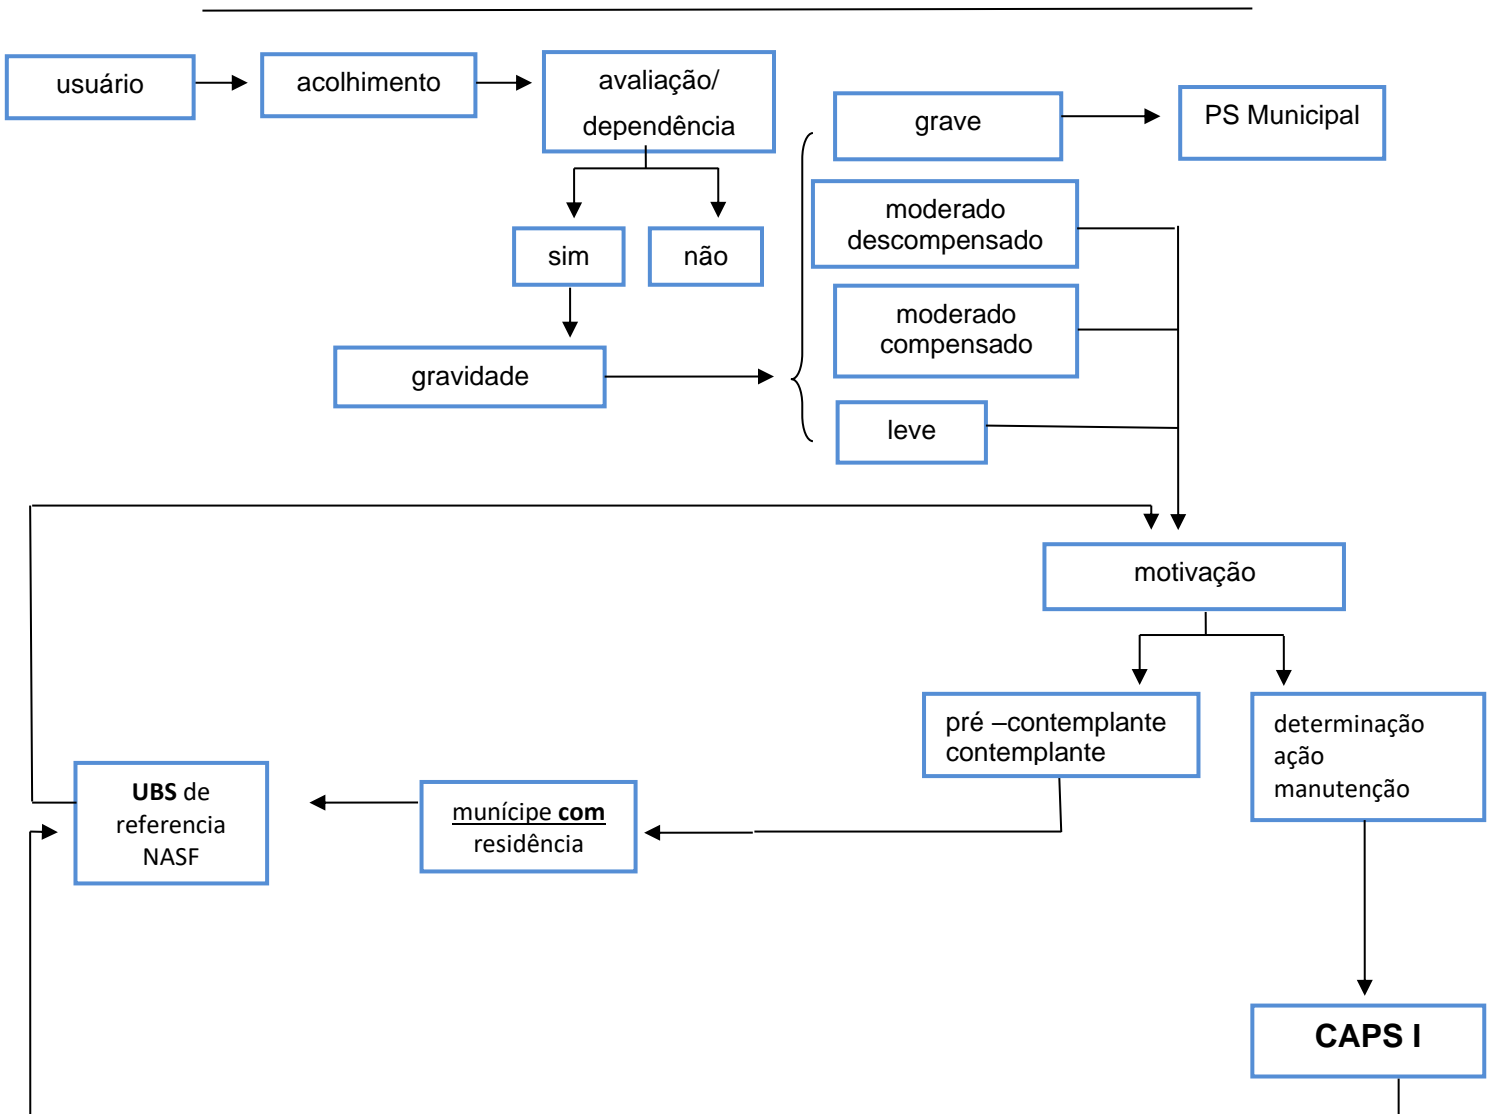 usuário
acolhimento
avaliação/
dependência
grave
PS Municipal
moderado
descompensado
sim
não
moderado
compensado
gravidade
leve
motivação
pré –contemplante
contemplante
determinação
ação
manutenção
UBS de
referencia
NASF
munícipe com
residência
CAPS I